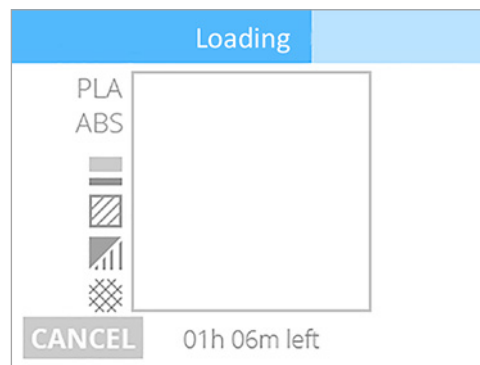 Loading
PLA
ABS
CANCEL
01h 06m left